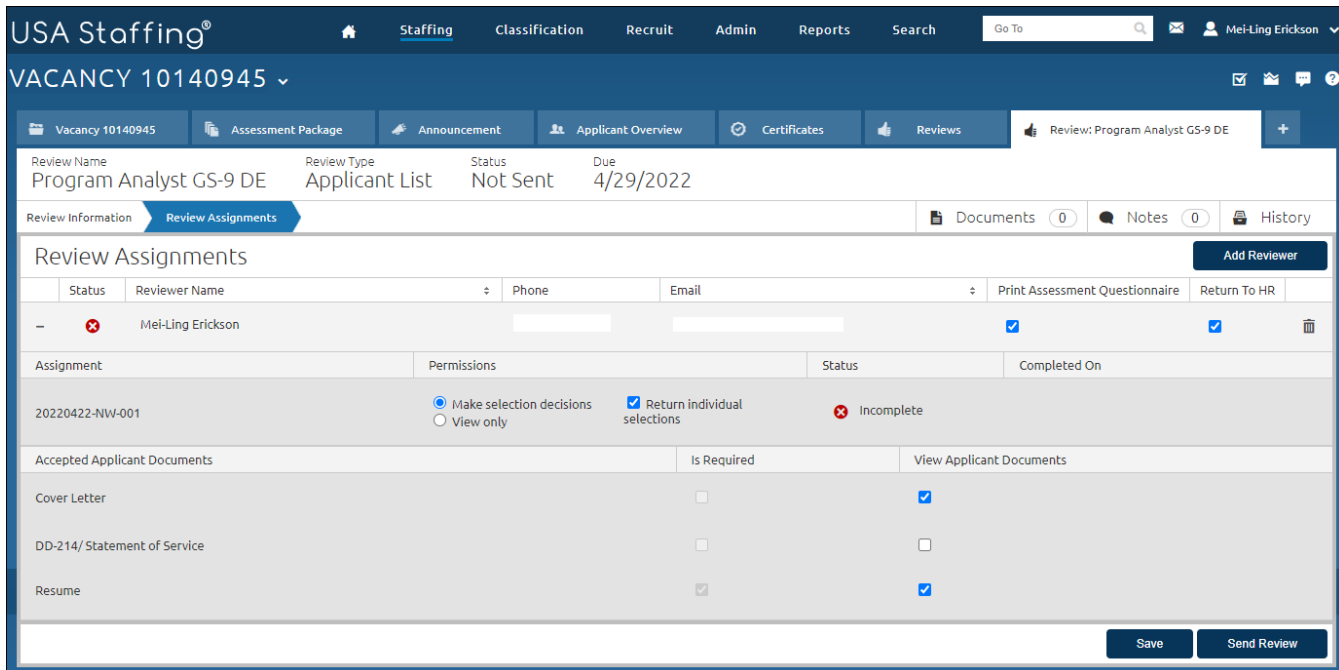 USA Staffing®
Staffing Classification Recruit Admin Reports Search Go To Mei-Ling Erickson
VACANCY 10140945
Vacancy 10140945 Assessment Package Announcement Applicant Overview Certificates Reviews Review: Program Analyst GS-9 DE +
Review Name Review Type Status Due
Program Analyst GS-9 DE Applicant List Not Sent 4/29/2022
Review Information Review Assignments Documents 0 Notes 0 History
Review Assignments Add Reviewer
Status Reviewer Name Phone Email Print Assessment Questionnaire Return To HR
Mei-Ling Erickson
Assignment Permissions Status Completed On
20220422-NW-001 Make selection decisions Return individual selections Incomplete
View only
Accepted Applicant Documents Is Required View Applicant Documents
Cover Letter
DD-214/ Statement of Service
Resume
Save Send Review